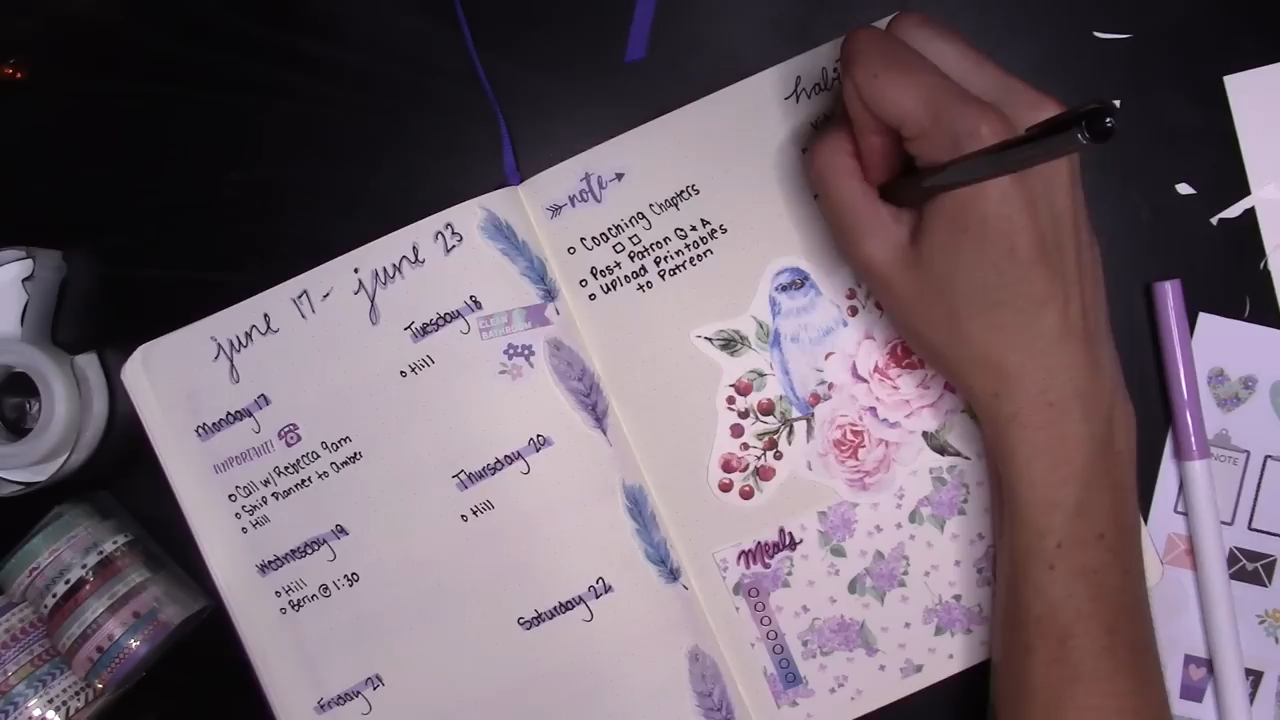 june 17 - june 23
Monday 17
IMPORTANT!
Call w/ Rebecca 9am
Ship Planner to Amber
Hill
Tuesday 18
CLEAN
BATHROOM
Hill
Wednesday 19
Hill
Berin @ 1:30
Thursday 20
Hill
Friday 21
Saturday 22
note
Coaching Chapters
Post Patron Q & A
Upload Printables
to Patreon
Meals
NOTE